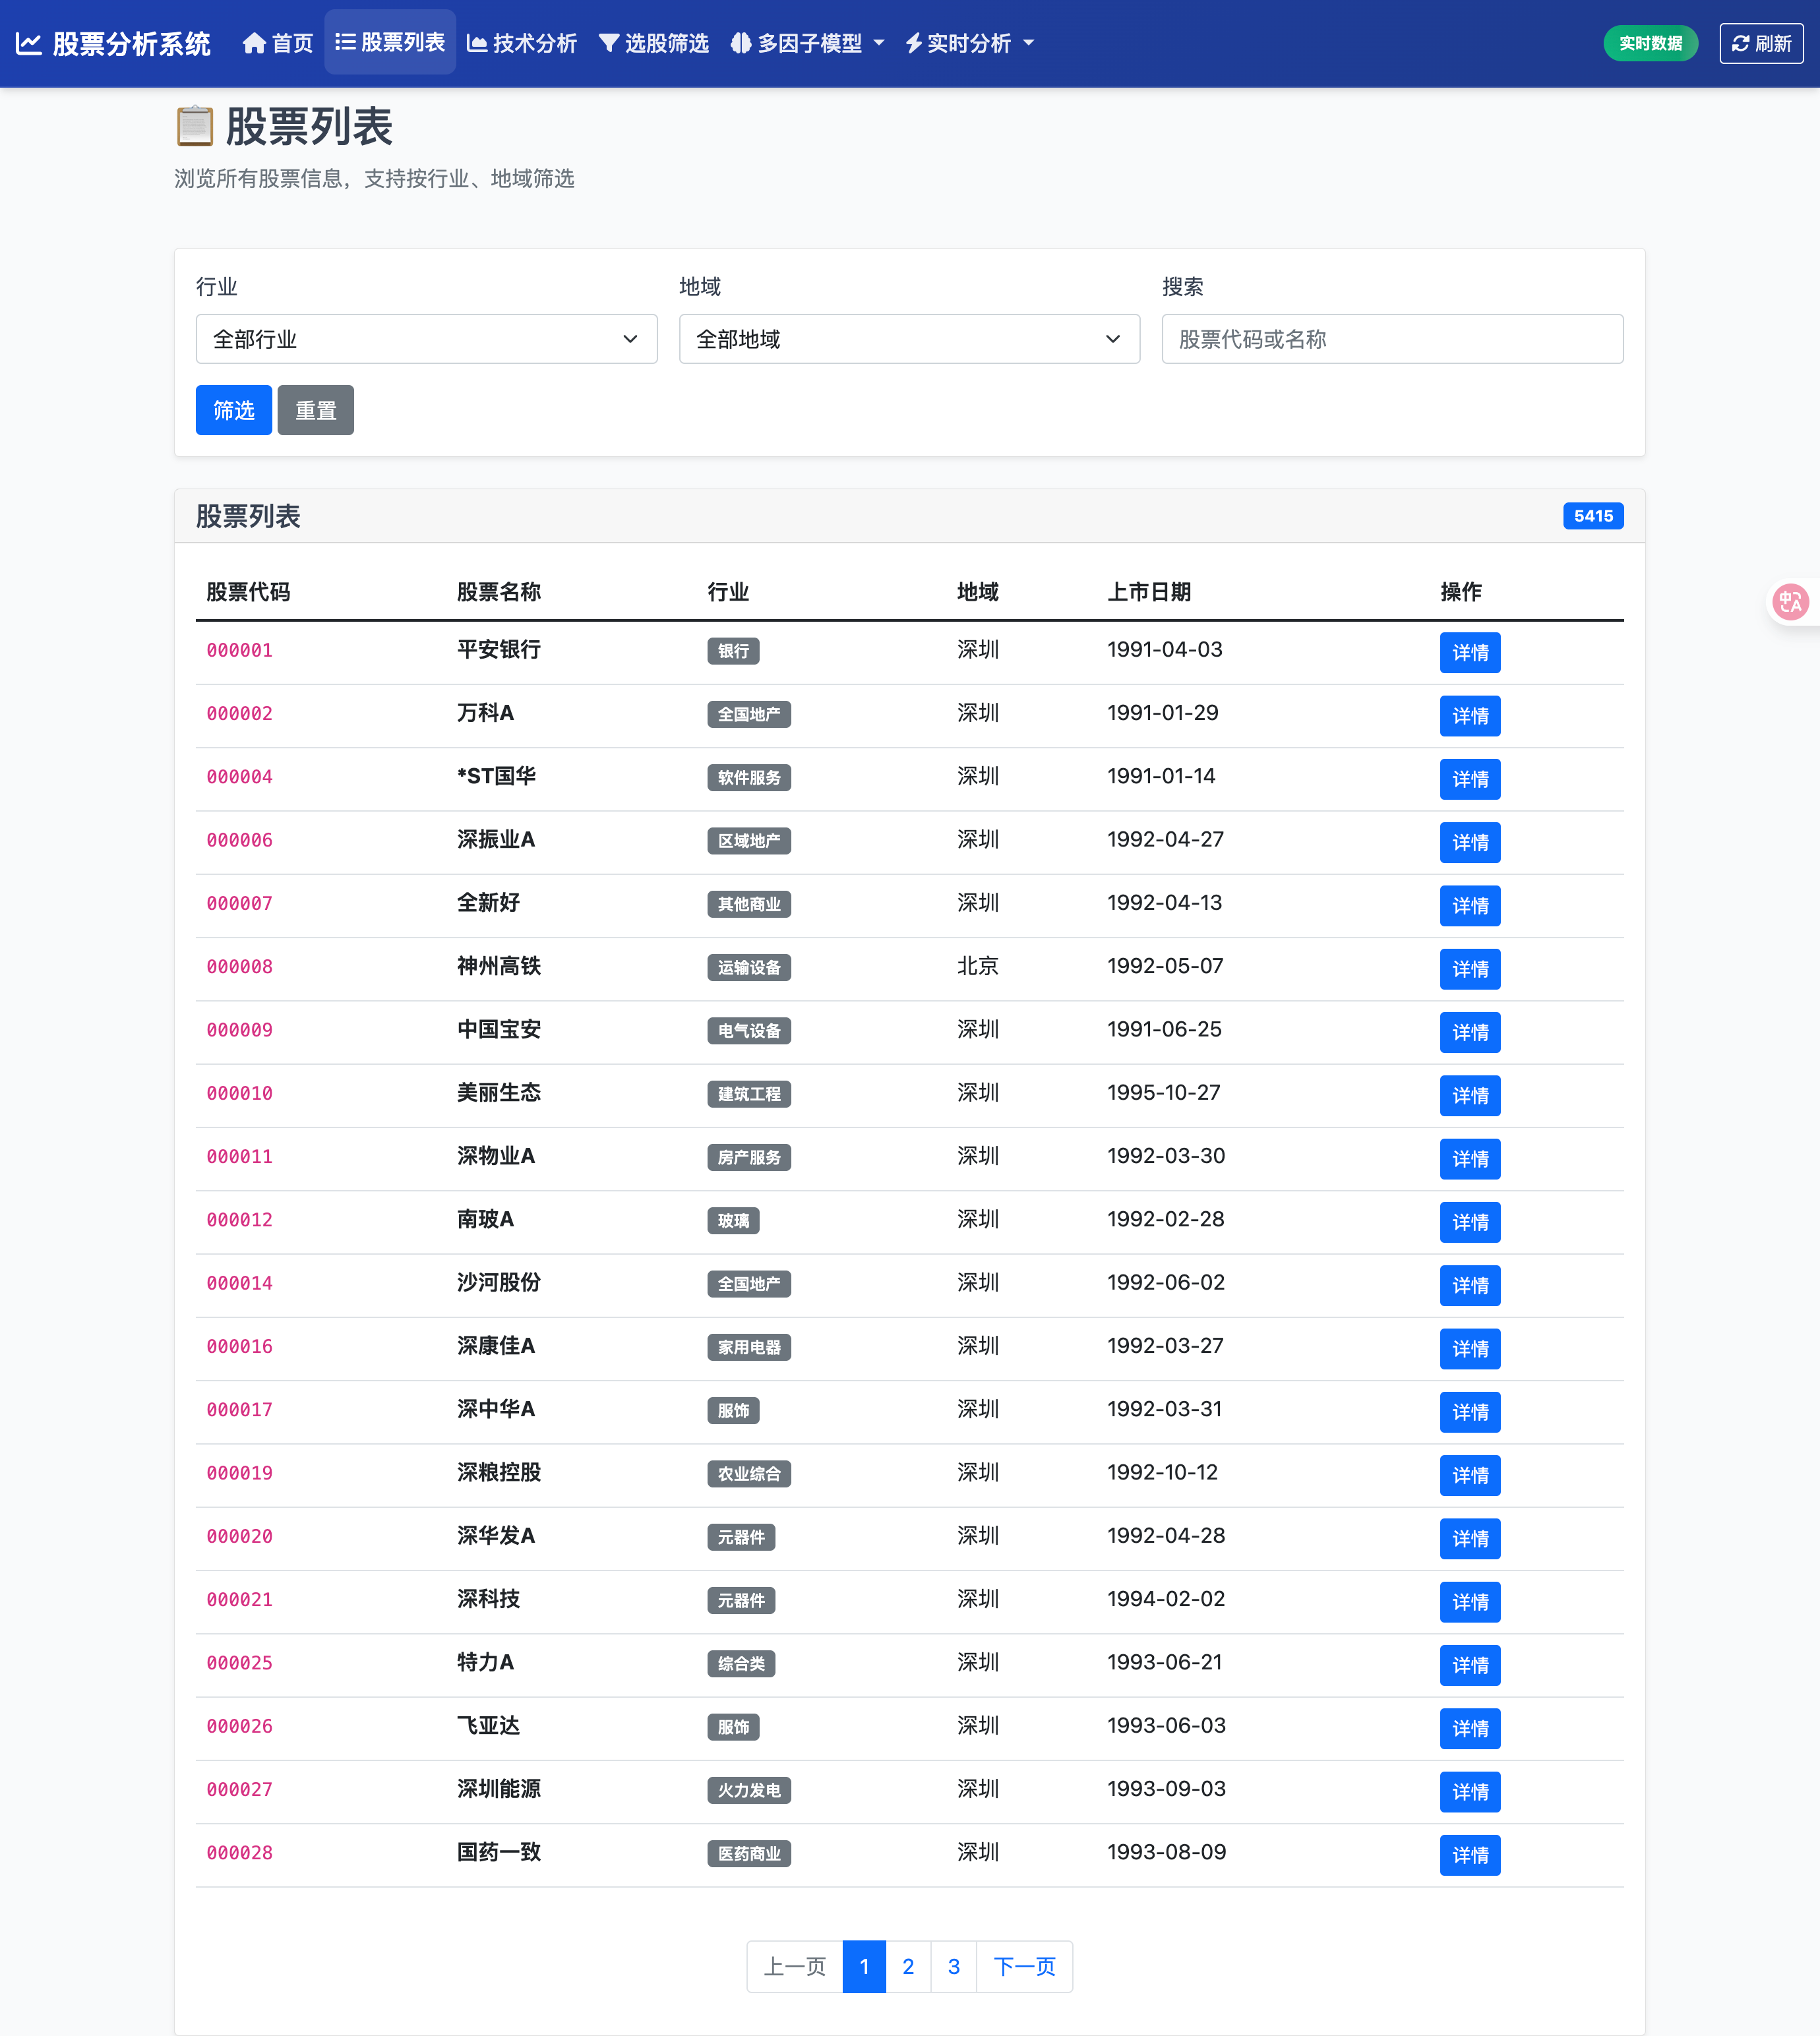 股票分析系统 首页 股票列表 技术分析 选股筛选 多因子模型 实时分析 实时数据 刷新
股票列表
浏览所有股票信息，支持按行业、地域筛选
行业 地域 搜索
全部行业 全部地域 股票代码或名称
筛选 重置
股票列表 5415
股票代码 股票名称 行业 地域 上市日期 操作
000001 平安银行 银行 深圳 1991-04-03 详情
000002 万科A 全国地产 深圳 1991-01-29 详情
000004 *ST国华 软件服务 深圳 1991-01-14 详情
000006 深振业A 区域地产 深圳 1992-04-27 详情
000007 全新好 其他商业 深圳 1992-04-13 详情
000008 神州高铁 运输设备 北京 1992-05-07 详情
000009 中国宝安 电气设备 深圳 1991-06-25 详情
000010 美丽生态 建筑工程 深圳 1995-10-27 详情
000011 深物业A 房产服务 深圳 1992-03-30 详情
000012 南玻A 玻璃 深圳 1992-02-28 详情
000014 沙河股份 全国地产 深圳 1992-06-02 详情
000016 深康佳A 家用电器 深圳 1992-03-27 详情
000017 深中华A 服饰 深圳 1992-03-31 详情
000019 深粮控股 农业综合 深圳 1992-10-12 详情
000020 深华发A 元器件 深圳 1992-04-28 详情
000021 深科技 元器件 深圳 1994-02-02 详情
000025 特力A 综合类 深圳 1993-06-21 详情
000026 飞亚达 服饰 深圳 1993-06-03 详情
000027 深圳能源 火力发电 深圳 1993-09-03 详情
000028 国药一致 医药商业 深圳 1993-08-09 详情
上一页 1 2 3 下一页
中 A